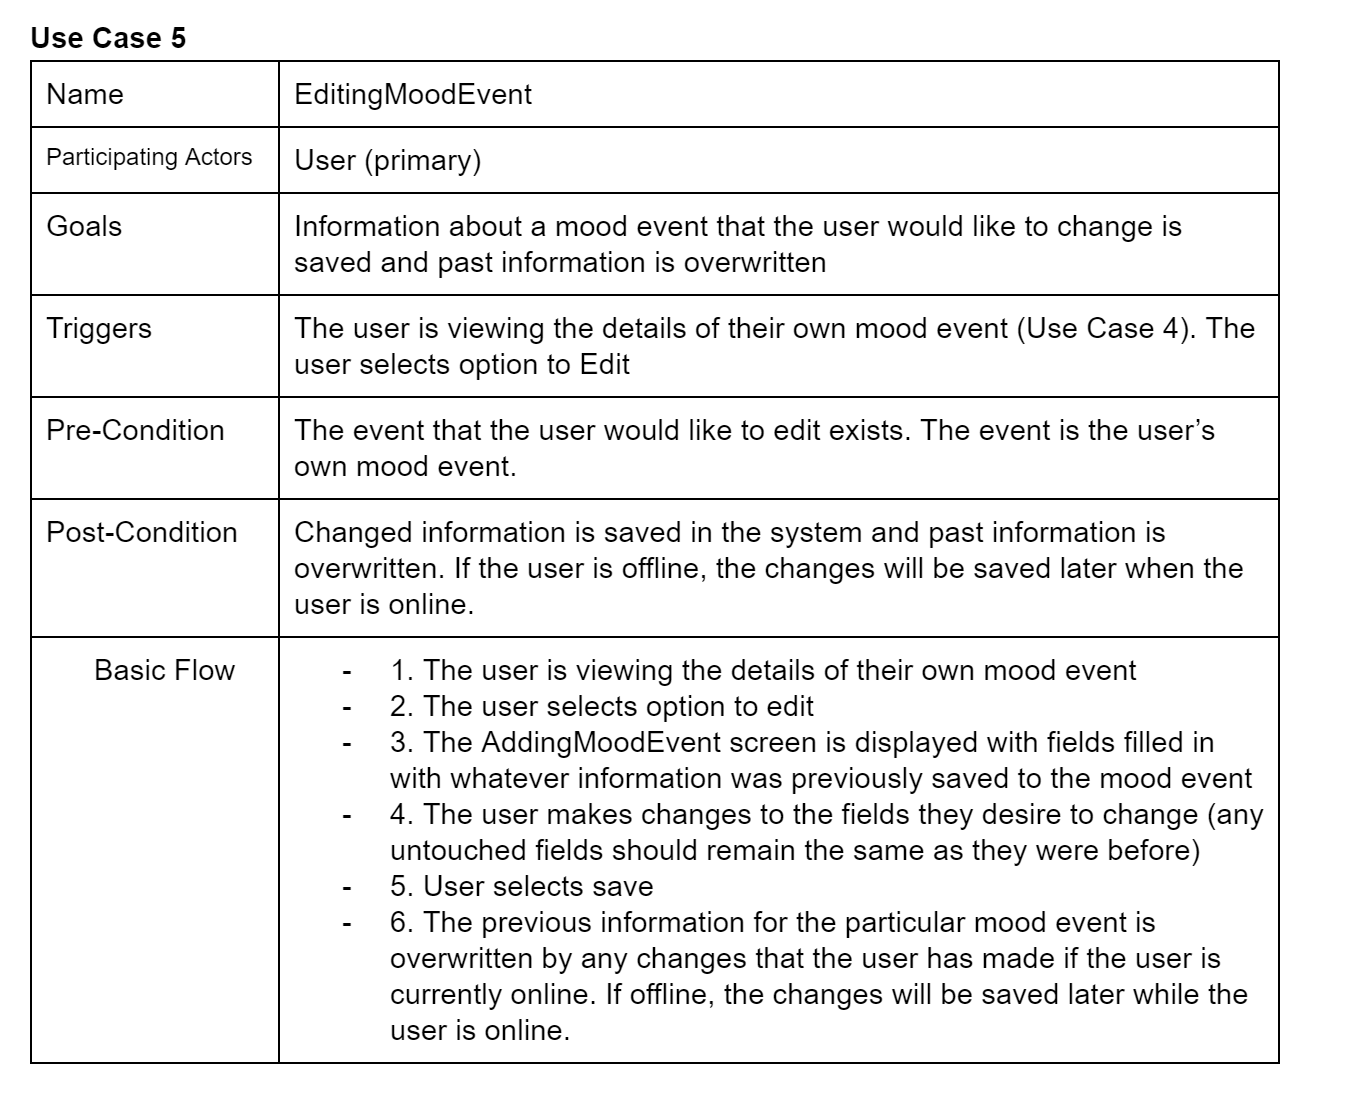 Use Case 5
Name
EditingMoodEvent
Participating Actors
User (primary)
Goals
Information about a mood event that the user would like to change is
saved and past information is overwritten
Triggers
The user is viewing the details of their own mood event (Use Case 4). The
user selects option to Edit
Pre-Condition
The event that the user would like to edit exists. The event is the user’s
own mood event.
Post-Condition
Changed information is saved in the system and past information is
overwritten. If the user is offline, the changes will be saved later when the
user is online.
Basic Flow
- 1. The user is viewing the details of their own mood event
- 2. The user selects option to edit
- 3. The AddingMoodEvent screen is displayed with fields filled in
with whatever information was previously saved to the mood event
- 4. The user makes changes to the fields they desire to change (any
untouched fields should remain the same as they were before)
- 5. User selects save
- 6. The previous information for the particular mood event is
overwritten by any changes that the user has made if the user is
currently online. If offline, the changes will be saved later while the
user is online.